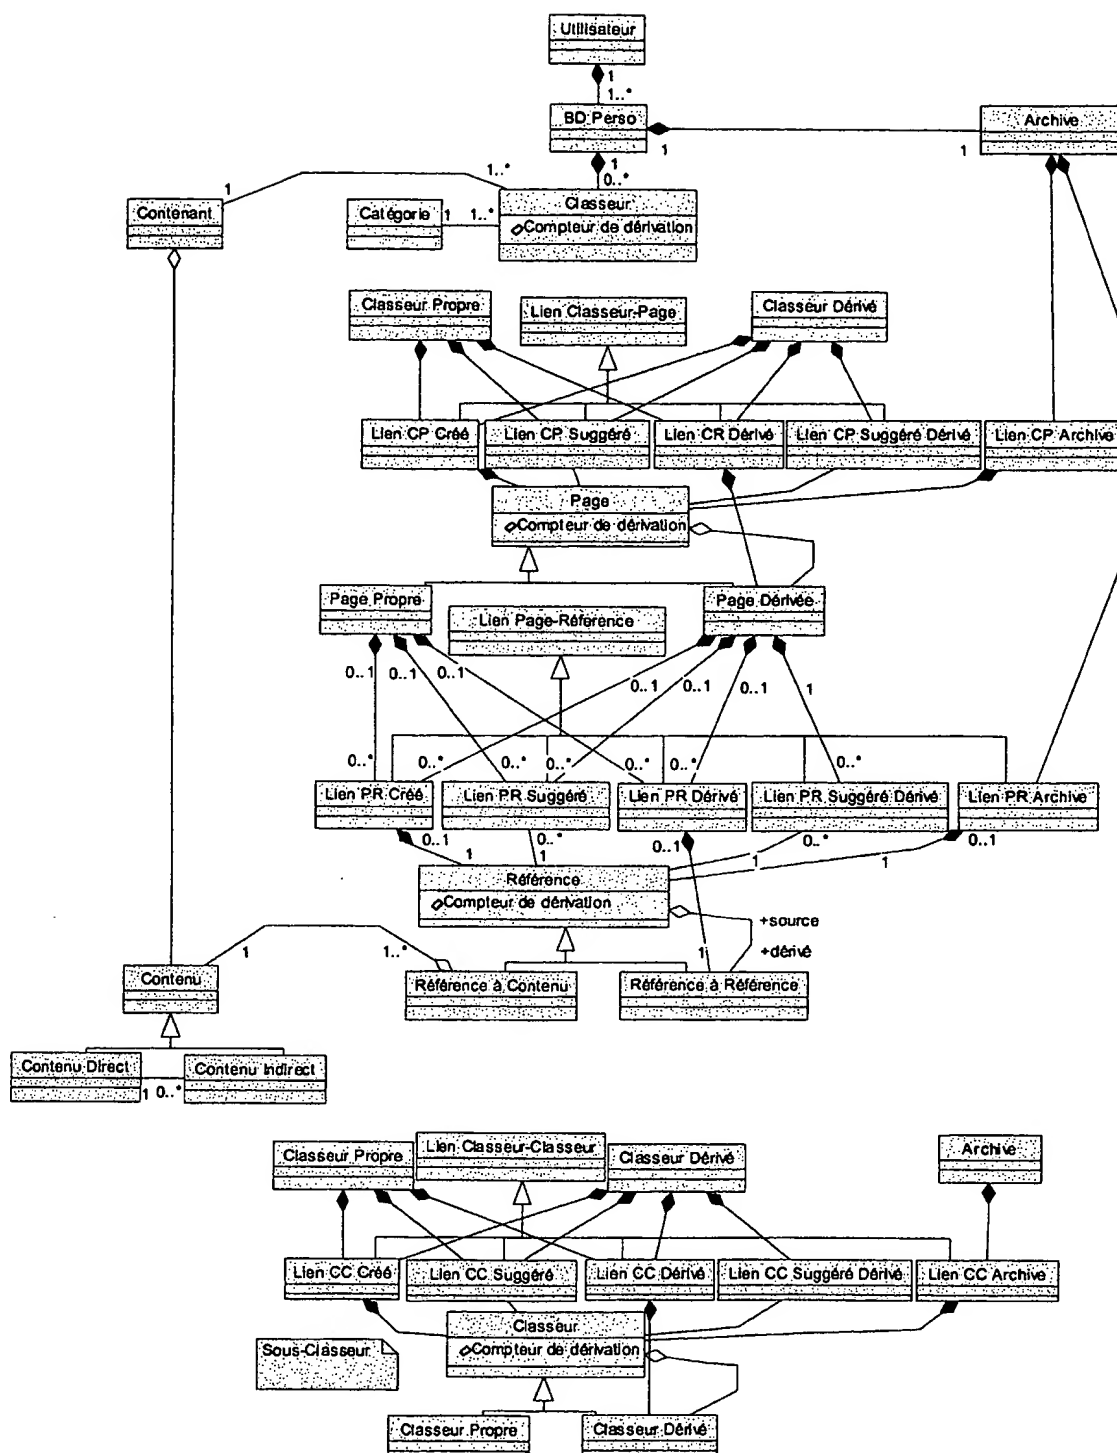 Utilisateur
1
1..*
BD Perso
1
1
Archive
1
0..*
1
1..*
Contenant
Catégorie
1
1..*
Classeur
Compteur de dérivation
Classeur Propre
Lien Classeur-Page
Classeur Dérivé
Lien CP Créé
Lien CP Suggéré
Lien CR Dérivé
Lien CP Suggéré Dérivé
Lien CP Archive
Page
Compteur de dérivation
Page Propre
Lien Page-Réference
Page Dérivée
0..1
0..1
0..1
0..1
0..1
0..1
1
0..*
0..*
0..*
0..*
0..*
0..*
0..*
Lien PR Créé
Lien PR Suggéré
Lien PR Dérivé
Lien PR Suggéré Dérivé
Lien PR Archive
0..1
1
0..*
1
0..1
1
0..*
1
0..1
Référence
Compteur de dérivation
+source
+dérivé
1
1
1..*
Contenu
Référence à Contenu
Référence à Référence
Contenu Direct
1
0..*
Contenu Indirect
Classeur Propre
Lien Classeur-Classeur
Classeur Dérivé
Archive
Lien CC Créé
Lien CC Suggéré
Lien CC Dérivé
Lien CC Suggéré Dérivé
Lien CC Archive
Classeur
Compteur de dérivation
Sous-Classeur
Classeur Propre
Classeur Dérivé